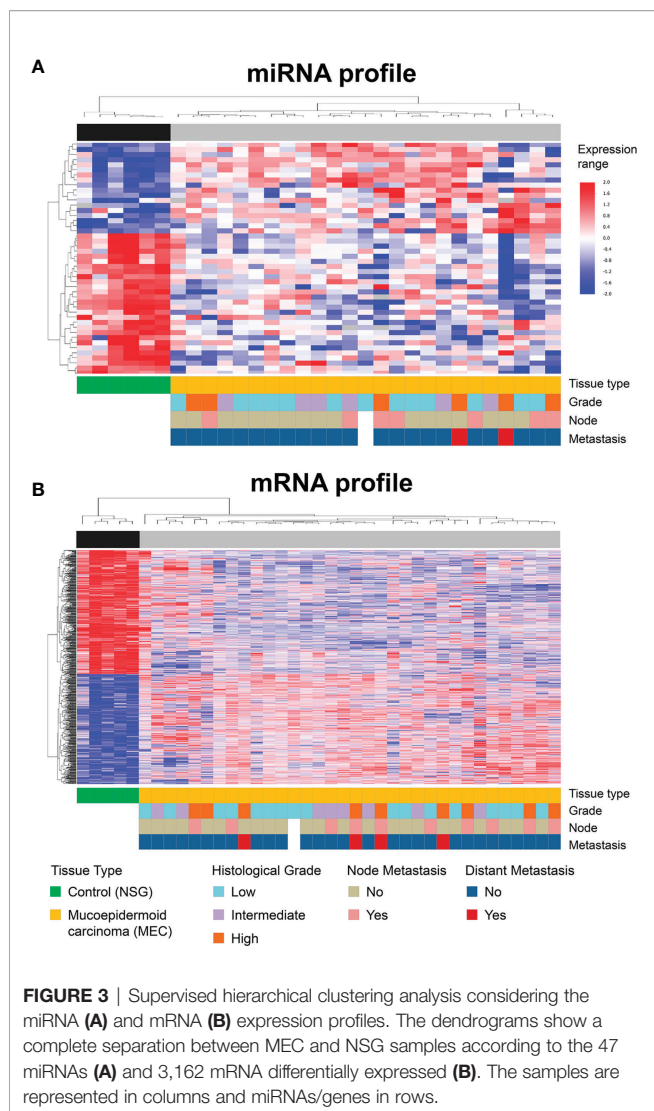 A
miRNA profile
Expression
range
2.0
1.6
1.2
0.8
0.4
0.0
-0.4
-0.8
-1.2
-1.6
-2.0
Tissue type
Grade
Node
Metastasis
B
mRNA profile
Tissue type
Grade
Node
Metastasis
Tissue Type
Control (NSG)
Mucoepidermoid
carcinoma (MEC)
Histological Grade
Low
Intermediate
High
Node Metastasis
No
Yes
Distant Metastasis
No
Yes
FIGURE 3 | Supervised hierarchical clustering analysis considering the
miRNA (A) and mRNA (B) expression profiles. The dendrograms show a
complete separation between MEC and NSG samples according to the 47
miRNAs (A) and 3,162 mRNA differentially expressed (B). The samples are
represented in columns and miRNAs/genes in rows.